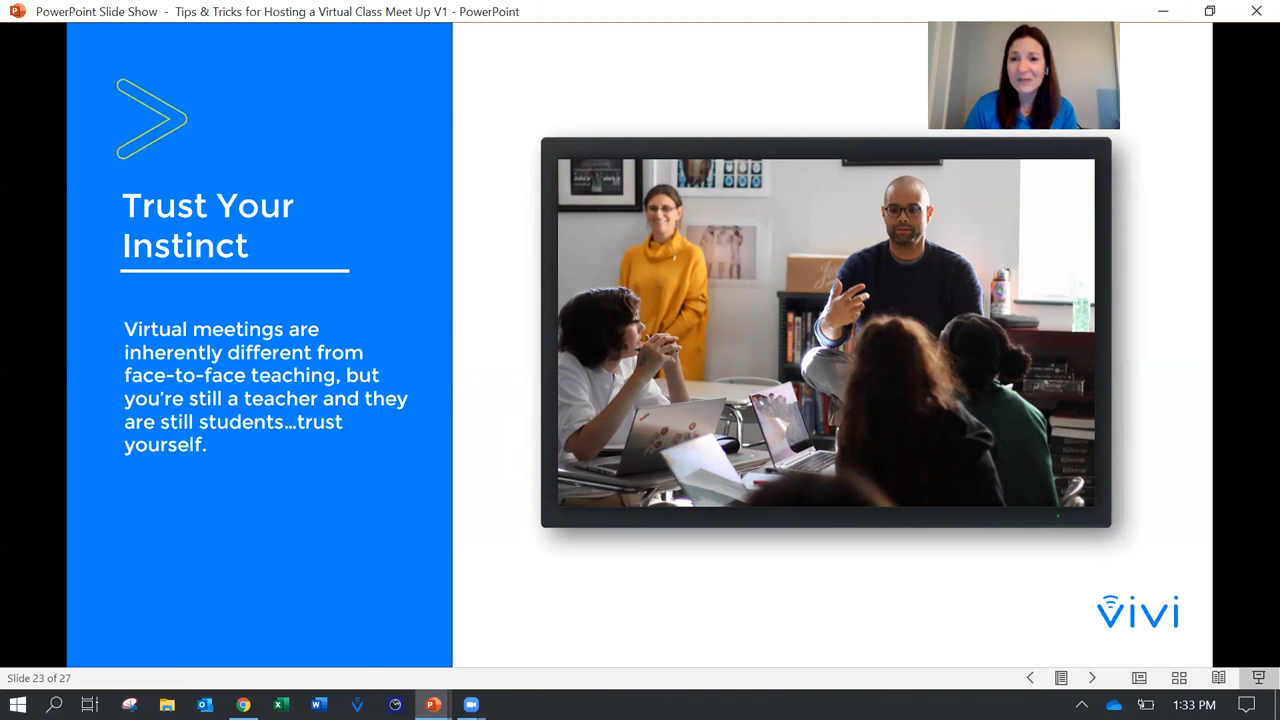 PowerPoint Slide Show - Tips & Tricks for Hosting a Virtual Class Meet Up V1 - PowerPoint
Trust Your
Instinct
Virtual meetings are
inherently different from
face-to-face teaching, but
you're still a teacher and they
are still students...trust
yourself.
vivi
Slide 23 of 27
1:33 PM